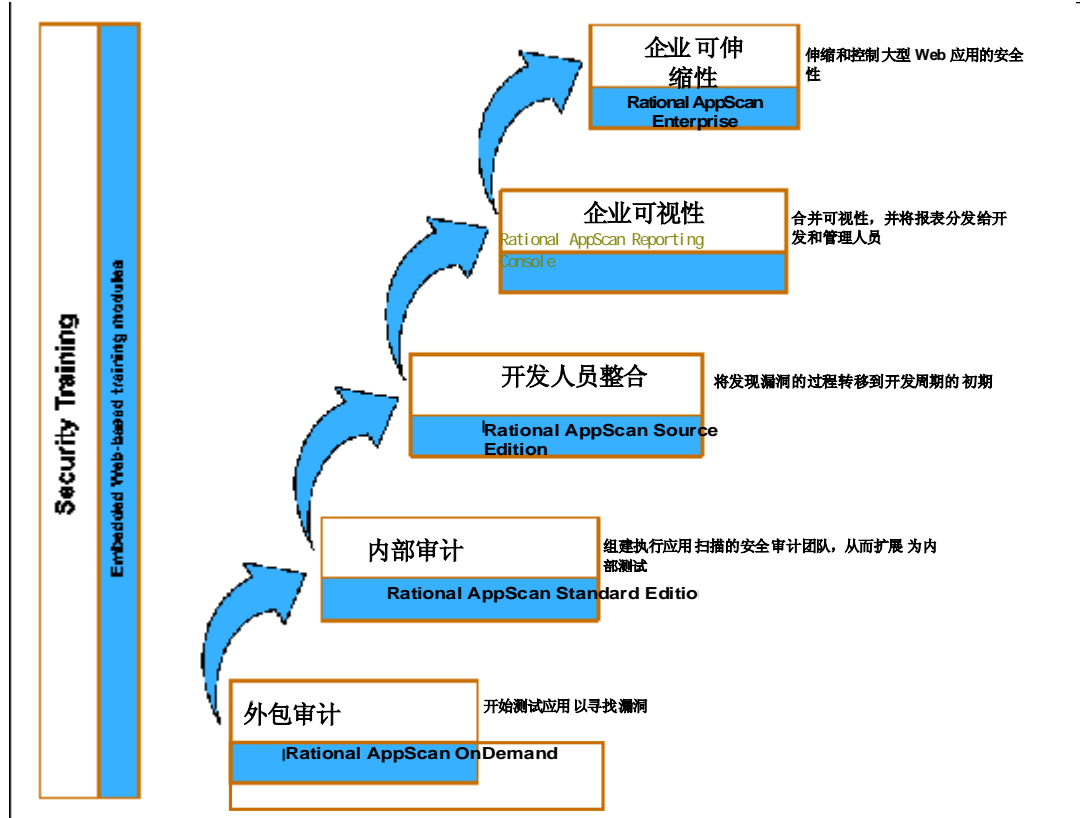 企业 可伸
缩性
Rational AppScan
Enterprise
伸缩和控制大型 Web 应用的安全
性
企业可视性
Rational AppScan Reporting
Console
合并可视性，并将报表分发给开
发和管理人员
开发人员整合
Rational AppScan Source
Edition
将发现漏洞的过程转移到开发周期的 初期
内部审计
Rational AppScan Standard Editio
组建执行应用 扫描的安全审计团队，从而扩展 为内
部测试
外包审计
Rational AppScan OnDemand
开始测试应用 以寻找漏洞
Security Training
Embedded Web-based training modules